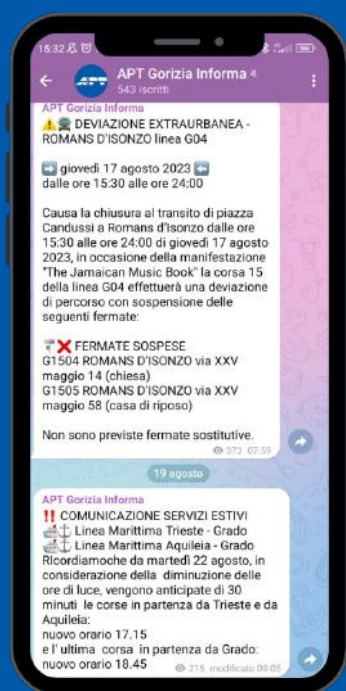 15:32
APT
APT Gorizia Informa
543 iscritti
APT Gorizia Informa
DEVIAZIONE EXTRAURBANEA -
ROMANS D'ISONZO linea G04
giovedì 17 agosto 2023
dalle ore 15:30 alle ore 24:00
Causa la chiusura al transito di piazza
Candussi a Romans d'Isonzo dalle ore
15:30 alle ore 24:00 di giovedì 17 agosto
2023, in occasione della manifestazione
"The Jamaican Music Book" la corsa 15
della linea G04 effettuerà una deviazione
di percorso con sospensione delle
seguenti fermate:
FERMATE SOSPESE
G1504 ROMANS D'ISONZO via XXV
maggio 14 (chiesa)
G1505 ROMANS D'ISONZO via XXV
maggio 58 (casa di riposo)
Non sono previste fermate sostitutive.
373 07:59
19 agosto
APT Gorizia Informa
COMUNICAZIONE SERVIZI ESTIVI
Linea Marittima Trieste - Grado
Linea Marittima Aquileia - Grado
RIcordiamoche da martedì 22 agosto, in
considerazione della diminuzione delle
ore di luce, vengono anticipate di 30
minuti le corse in partenza da Trieste e da
Aquileia:
nuovo orario 17.15
e l' ultima corsa in partenza da Grado:
nuovo orario 18.45
215 modificato 09:05